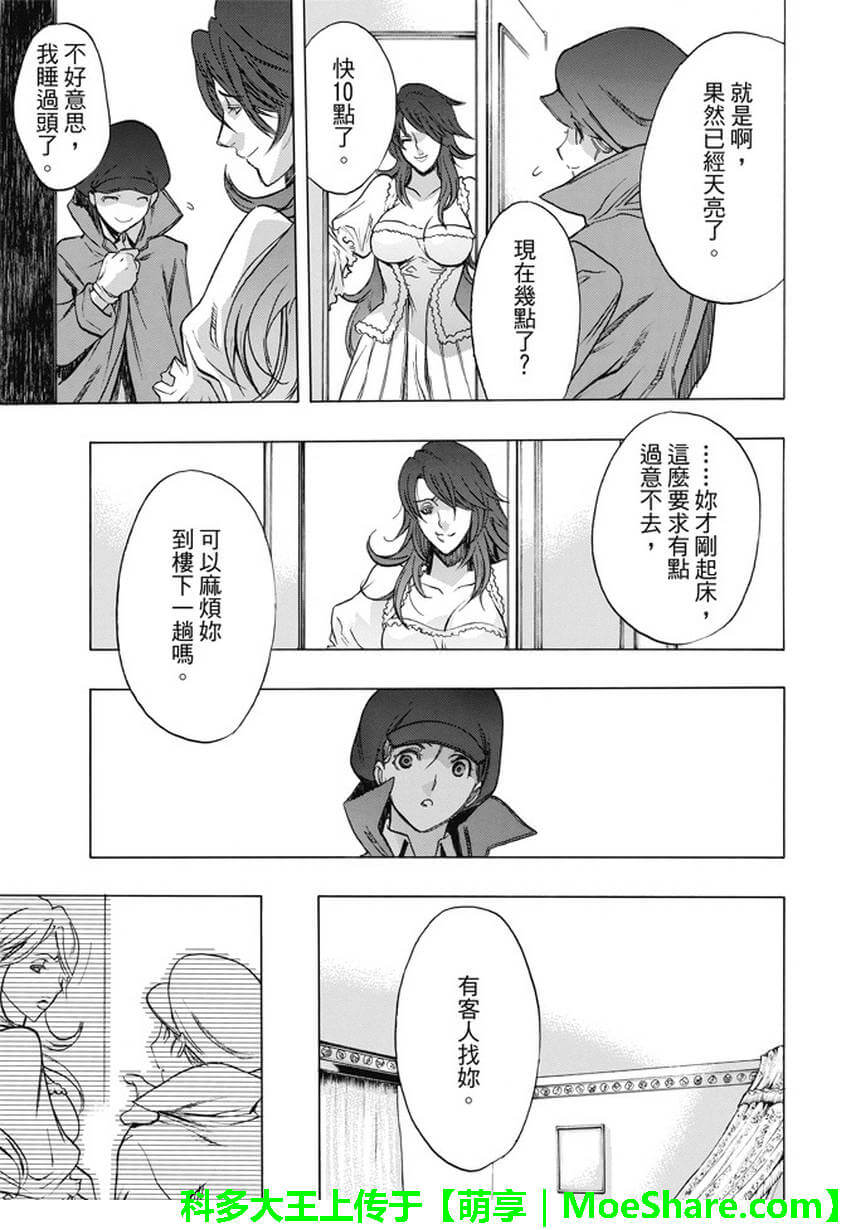 就是啊，
果然已經天亮了。
現在幾點了？
快10點了。
不好意思，
我睡過頭了。
……妳才剛起床，
這麼要求有點
過意不去，
可以麻煩妳
到樓下一趟嗎。
有客人找妳。
科多大王上传于【萌享｜MoeShare.com】